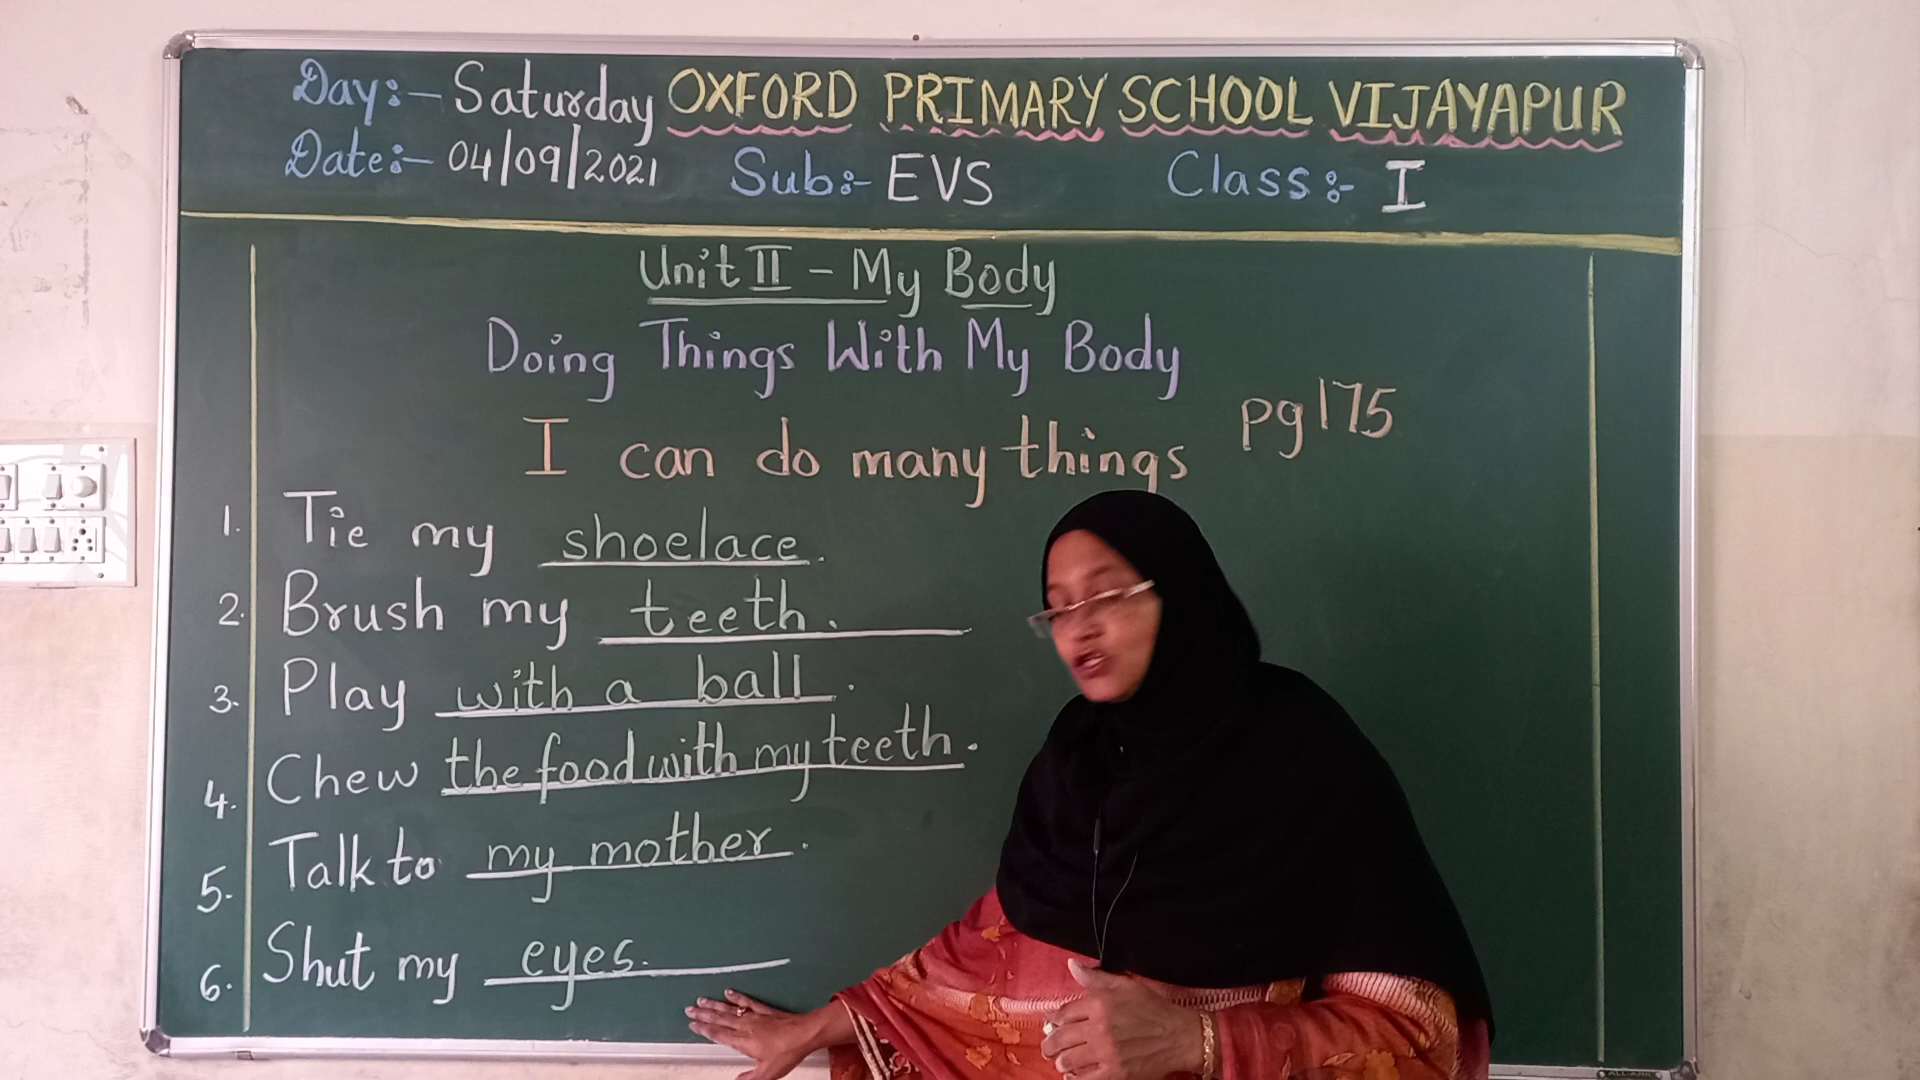 Day:- Saturday OXFORD PRIMARY SCHOOL VIJAYAPUR
Date:- 04/09/2021 Sub:- EVS Class:- I
Unit II - My Body
Doing Things With My Body
I can do many things pg 175
1. Tie my shoelace.
2. Brush my teeth.
3. Play with a ball.
4. Chew the food with my teeth.
5. Talk to my mother.
6. Shut my eyes.